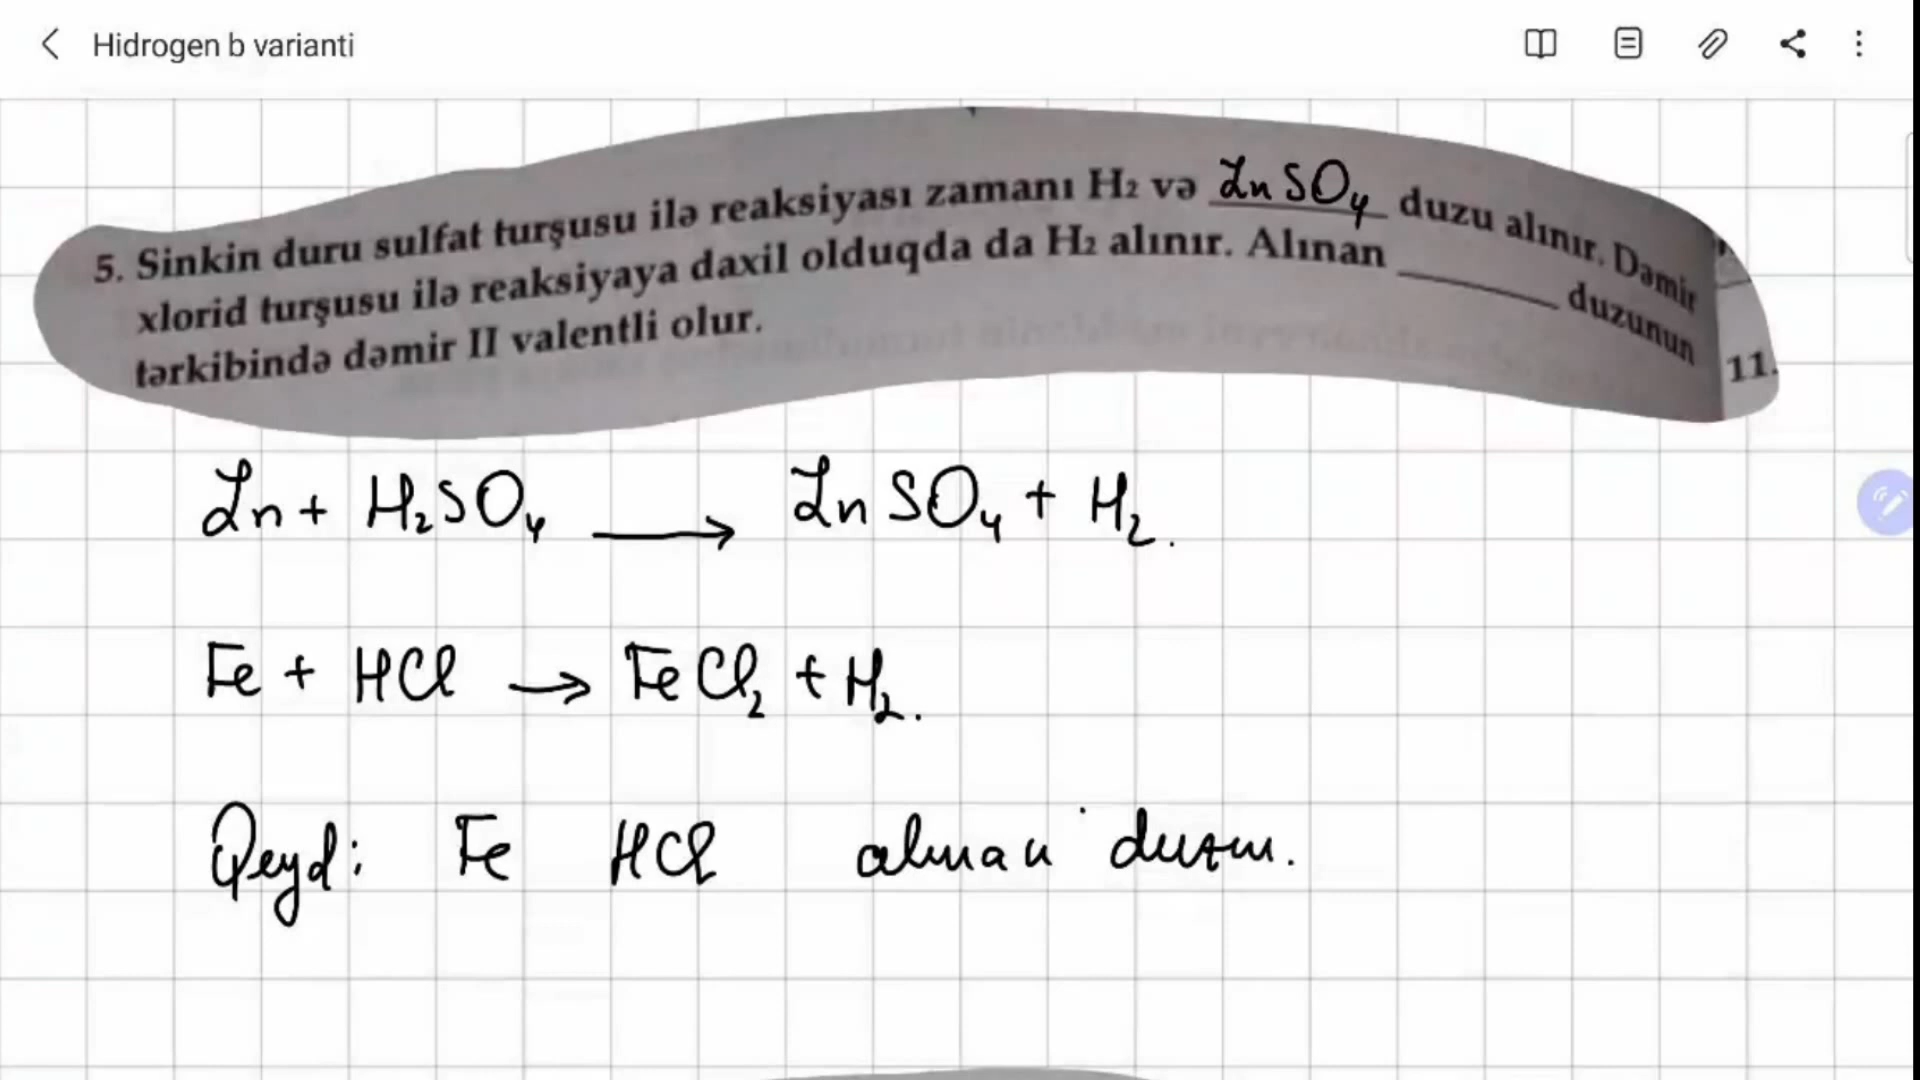 Hidrogen b varianti
5. Sinkin duru sulfat turşusu ilə reaksiyası zamanı H₂ və ZnSO₄ duzu alınır. Dəmir
xlorid turşusu ilə reaksiyaya daxil olduqda da H₂ alınır. Alınan ______ duzunun
tərkibində dəmir II valentli olur.
11.
Zn + H₂SO₄ → ZnSO₄ + H₂.
Fe + HCl → FeCl₂ + H₂.
Qeyd: Fe HCl alınan duzun.